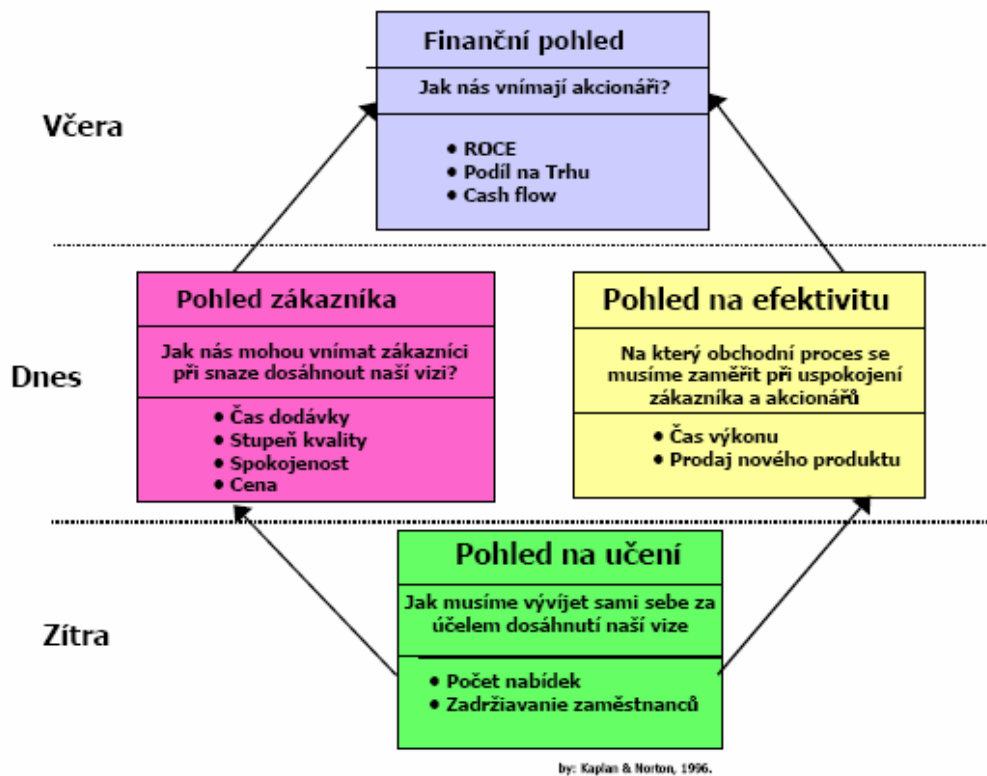 Finanční pohled
Jak nás vnímají akcionáři?
Včera
• ROCE
• Podíl na Trhu
• Cash flow
Pohled zákazníka
Jak nás mohou vnímat zákazníci
při snaze dosáhnout naší vizi?
Dnes
• Čas dodávky
• Stupeň kvality
• Spokojenost
• Cena
Pohled na efektivitu
Na který obchodní proces se
musíme zaměřit při uspokojení
zákazníka a akcionářů
• Čas výkonu
• Prodaj nového produktu
Pohled na učení
Jak musíme vývíjet sami sebe za
účelem dosáhnutí naší vize
Zítra
• Počet nabídek
• Zadržiavanie zaměstnanců
by: Kaplan & Norton, 1996.